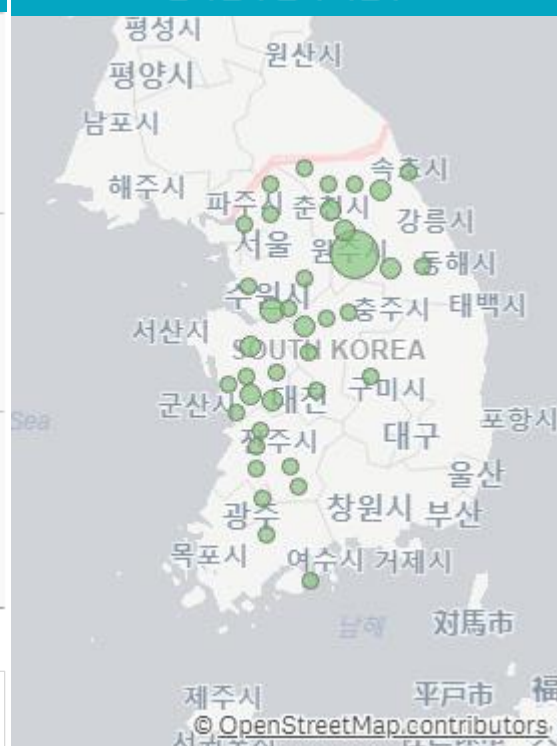 평성시
원산시
평양시
남포시
해주시
속초시
파주시 춘천시
강릉시
서울 원주시
동해시
수원시
충주시 태백시
서산시
SOUTH KOREA
구미시
군산시 대전
Sea
포항시
대구
전주시
울산
창원시 부산
광주
목포시 여수시 거제시
남해
対馬市
제주시
平戸市 福
© OpenStreetMap contributors